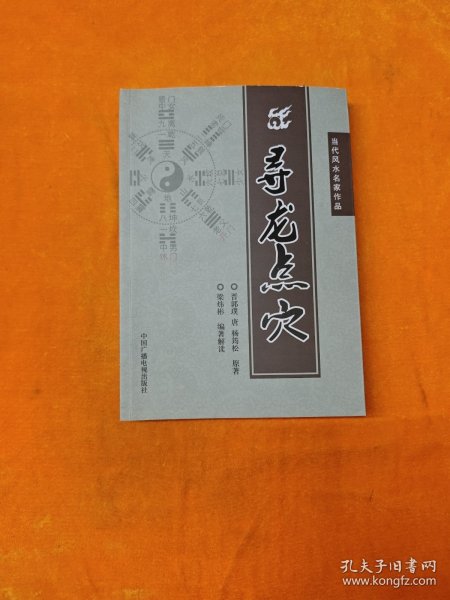 当代风水名家作品
寻龙点穴
晋 郭璞 唐 杨筠松 原著
梁炜彬 编著解读
中国广播电视出版社
孔夫子旧书网
www.kongfz.com